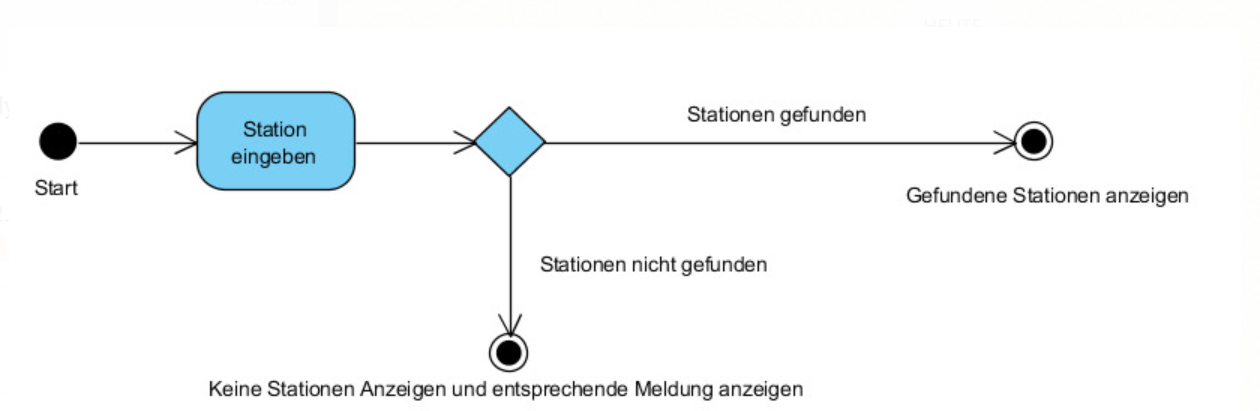 Station
eingeben
Start
Stationen gefunden
Gefundene Stationen anzeigen
Stationen nicht gefunden
Keine Stationen Anzeigen und entsprechende Meldung anzeigen